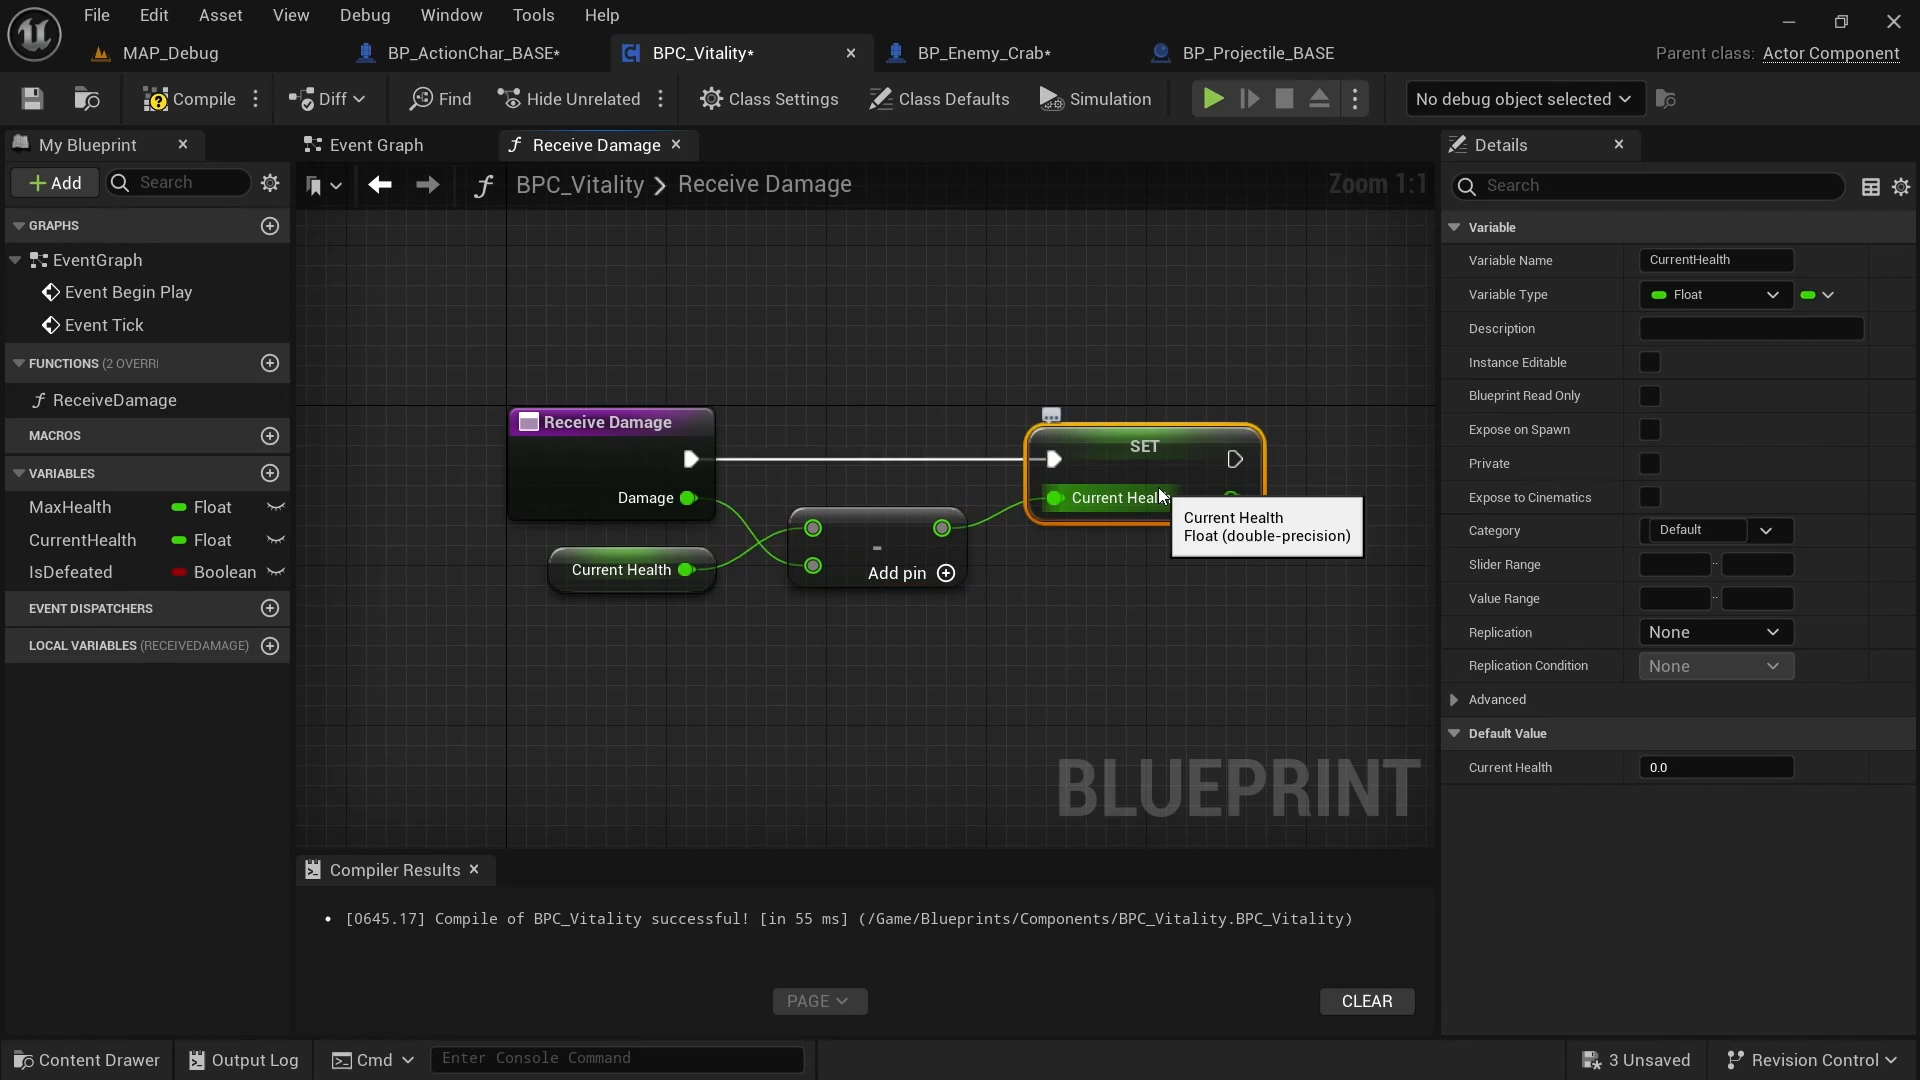 File Edit Asset View Debug Window Tools Help
MAP_Debug BP_ActionChar_BASE* BPC_Vitality* BP_Enemy_Crab* BP_Projectile_BASE Parent class: Actor Component
Compile Diff Find Hide Unrelated Class Settings Class Defaults Simulation No debug object selected
My Blueprint Event Graph Receive Damage Details
Add Search BPC_Vitality > Receive Damage Zoom 1:1 Search
GRAPHS
EventGraph
Event Begin Play
Event Tick
FUNCTIONS (2 OVERRI
ReceiveDamage
MACROS
VARIABLES
MaxHealth Float
CurrentHealth Float
IsDefeated Boolean
EVENT DISPATCHERS
LOCAL VARIABLES (RECEIVEDAMAGE)
Receive Damage
Damage
Current Health
-
Add pin
SET
Current Healt
Current Health
Float (double-precision)
BLUEPRINT
Variable
Variable Name CurrentHealth
Variable Type Float
Description
Instance Editable
Blueprint Read Only
Expose on Spawn
Private
Expose to Cinematics
Category Default
Slider Range
Value Range
Replication None
Replication Condition None
Advanced
Default Value
Current Health 0.0
Compiler Results
• [0645.17] Compile of BPC_Vitality successful! [in 55 ms] (/Game/Blueprints/Components/BPC_Vitality.BPC_Vitality)
PAGE CLEAR
Content Drawer Output Log Cmd Enter Console Command 3 Unsaved Revision Control